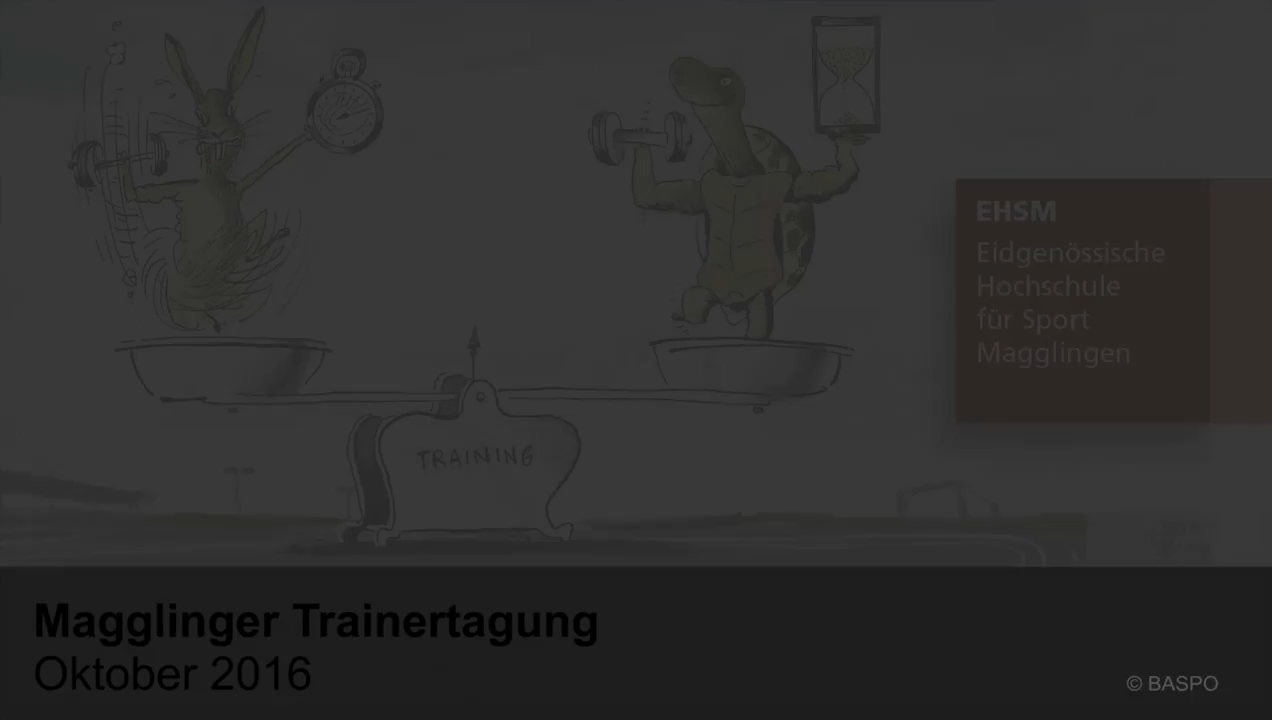 TRAINING
EHSM
Eidgenössische
Hochschule
für Sport
Magglingen
Magglinger Trainertagung
Oktober 2016
© BASPO